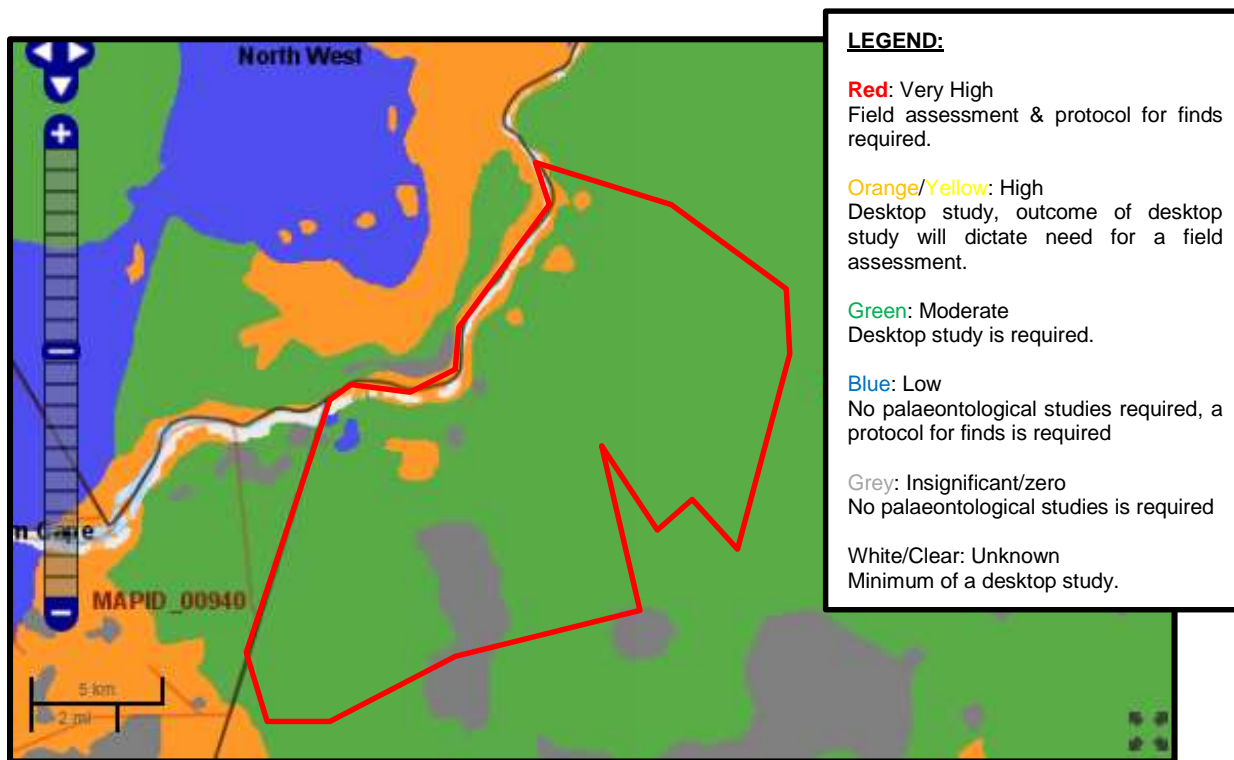 North West
m Cape
MAPID_00940
5 km
2 mi
LEGEND:
Red: Very High
Field assessment & protocol for finds
required.
Orange/Yellow: High
Desktop study, outcome of desktop
study will dictate need for a field
assessment.
Green: Moderate
Desktop study is required.
Blue: Low
No palaeontological studies required, a
protocol for finds is required
Grey: Insignificant/zero
No palaeontological studies is required
White/Clear: Unknown
Minimum of a desktop study.